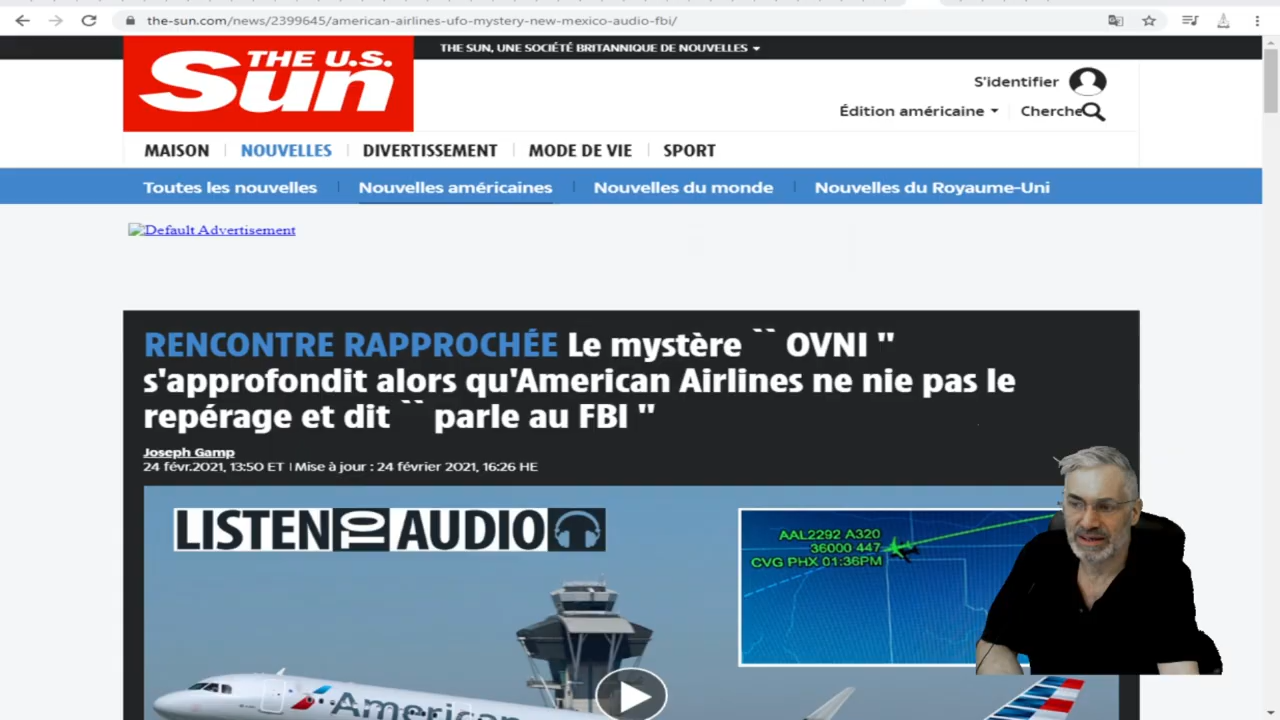 the-sun.com/news/2399645/american-airlines-ufo-mystery-new-mexico-audio-fbi/
THE SUN, UNE SOCIÉTÉ BRITANNIQUE DE NOUVELLES
THE U.S.
Sun
S'identifier
Édition américaine
Cherche
MAISON
NOUVELLES
DIVERTISSEMENT
MODE DE VIE
SPORT
Toutes les nouvelles
Nouvelles américaines
Nouvelles du monde
Nouvelles du Royaume-Uni
Default Advertisement
RENCONTRE RAPPROCHÉE Le mystère `` OVNI "
s'approfondit alors qu'American Airlines ne nie pas le
repérage et dit `` parle au FBI "
Joseph Gamp
24 févr.2021, 13:50 ET | Mise à jour : 24 février 2021, 16:26 HE
LISTEN TO AUDIO
AAL2292 A320
36000 447
CVG PHX 01:36PM
American